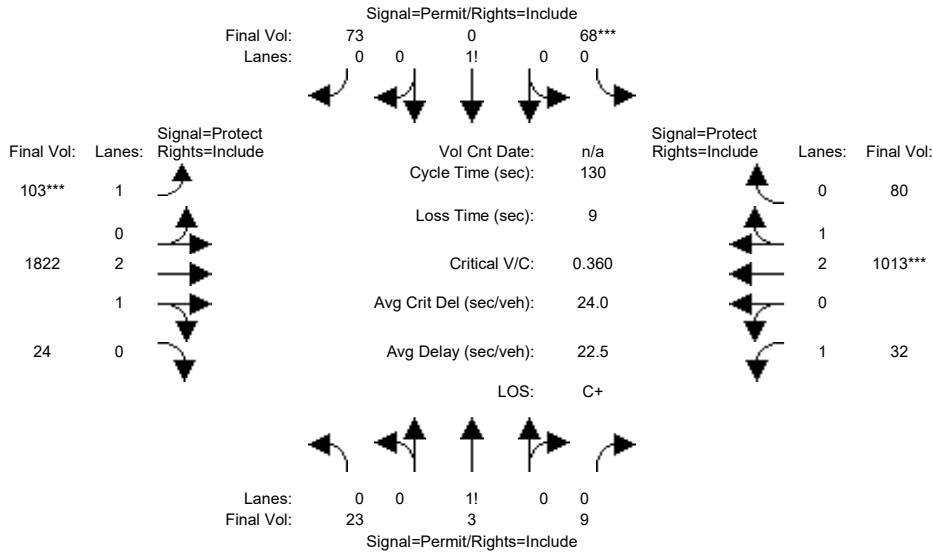 Signal=Permit/Rights=Include
Final Vol: 73 0 68***
Lanes: 0 0 1! 0 0
Signal=Protect
Final Vol: Lanes: Rights=Include
Vol Cnt Date: n/a
Signal=Protect
Rights=Include Lanes: Final Vol:
Cycle Time (sec): 130
103*** 1
0 80
Loss Time (sec): 9
0
1
1822 2
Critical V/C: 0.360
2 1013***
1
Avg Crit Del (sec/veh): 24.0
0
24 0
Avg Delay (sec/veh): 22.5
1 32
LOS: C+
Lanes: 0 0 1! 0 0
Final Vol: 23 3 9
Signal=Permit/Rights=Include